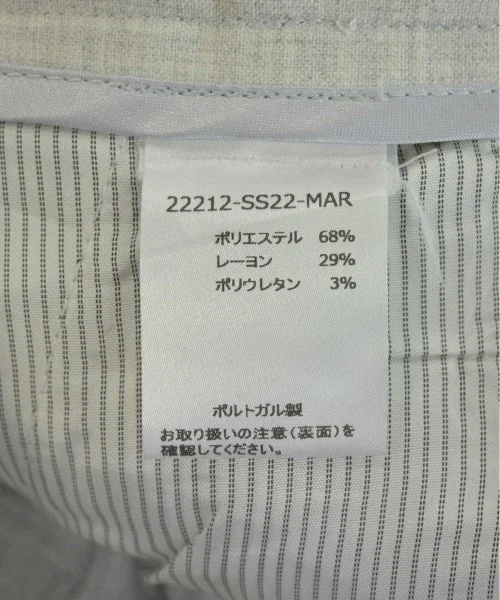 22212-SS22-MAR
ポリエステル 68%
レーヨン 29%
ポリウレタン 3%
ポルトガル製
お取り扱いの注意(裏面)を
確認してください。